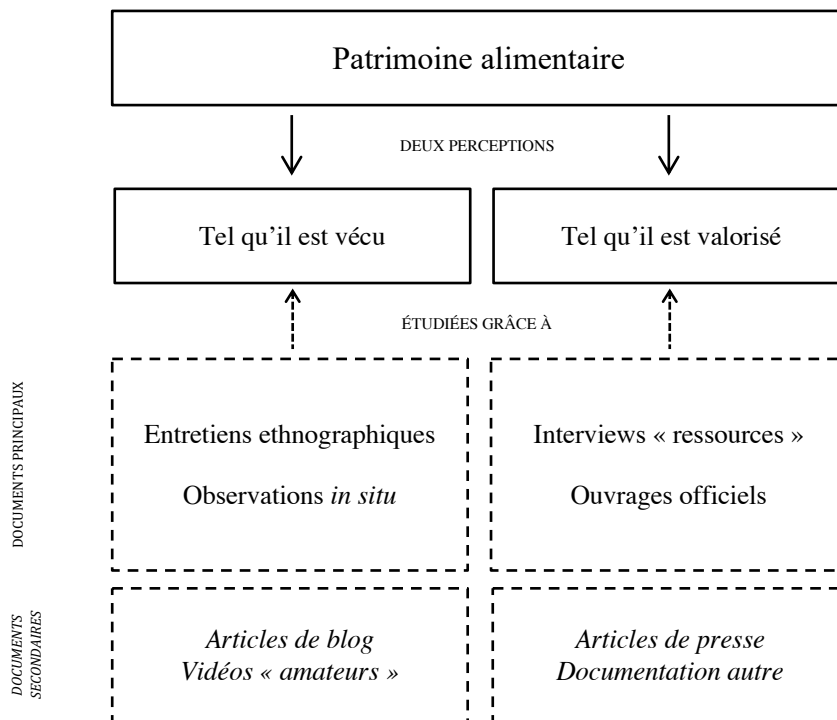 Patrimoine alimentaire
DEUX PERCEPTIONS
Tel qu’il est vécu
Tel qu’il est valorisé
ÉTUDIÉES GRÂCE À
DOCUMENTS PRINCIPAUX
Entretiens ethnographiques
Observations in situ
Interviews « ressources »
Ouvrages officiels
DOCUMENTS
SECONDAIRES
Articles de blog
Vidéos « amateurs »
Articles de presse
Documentation autre